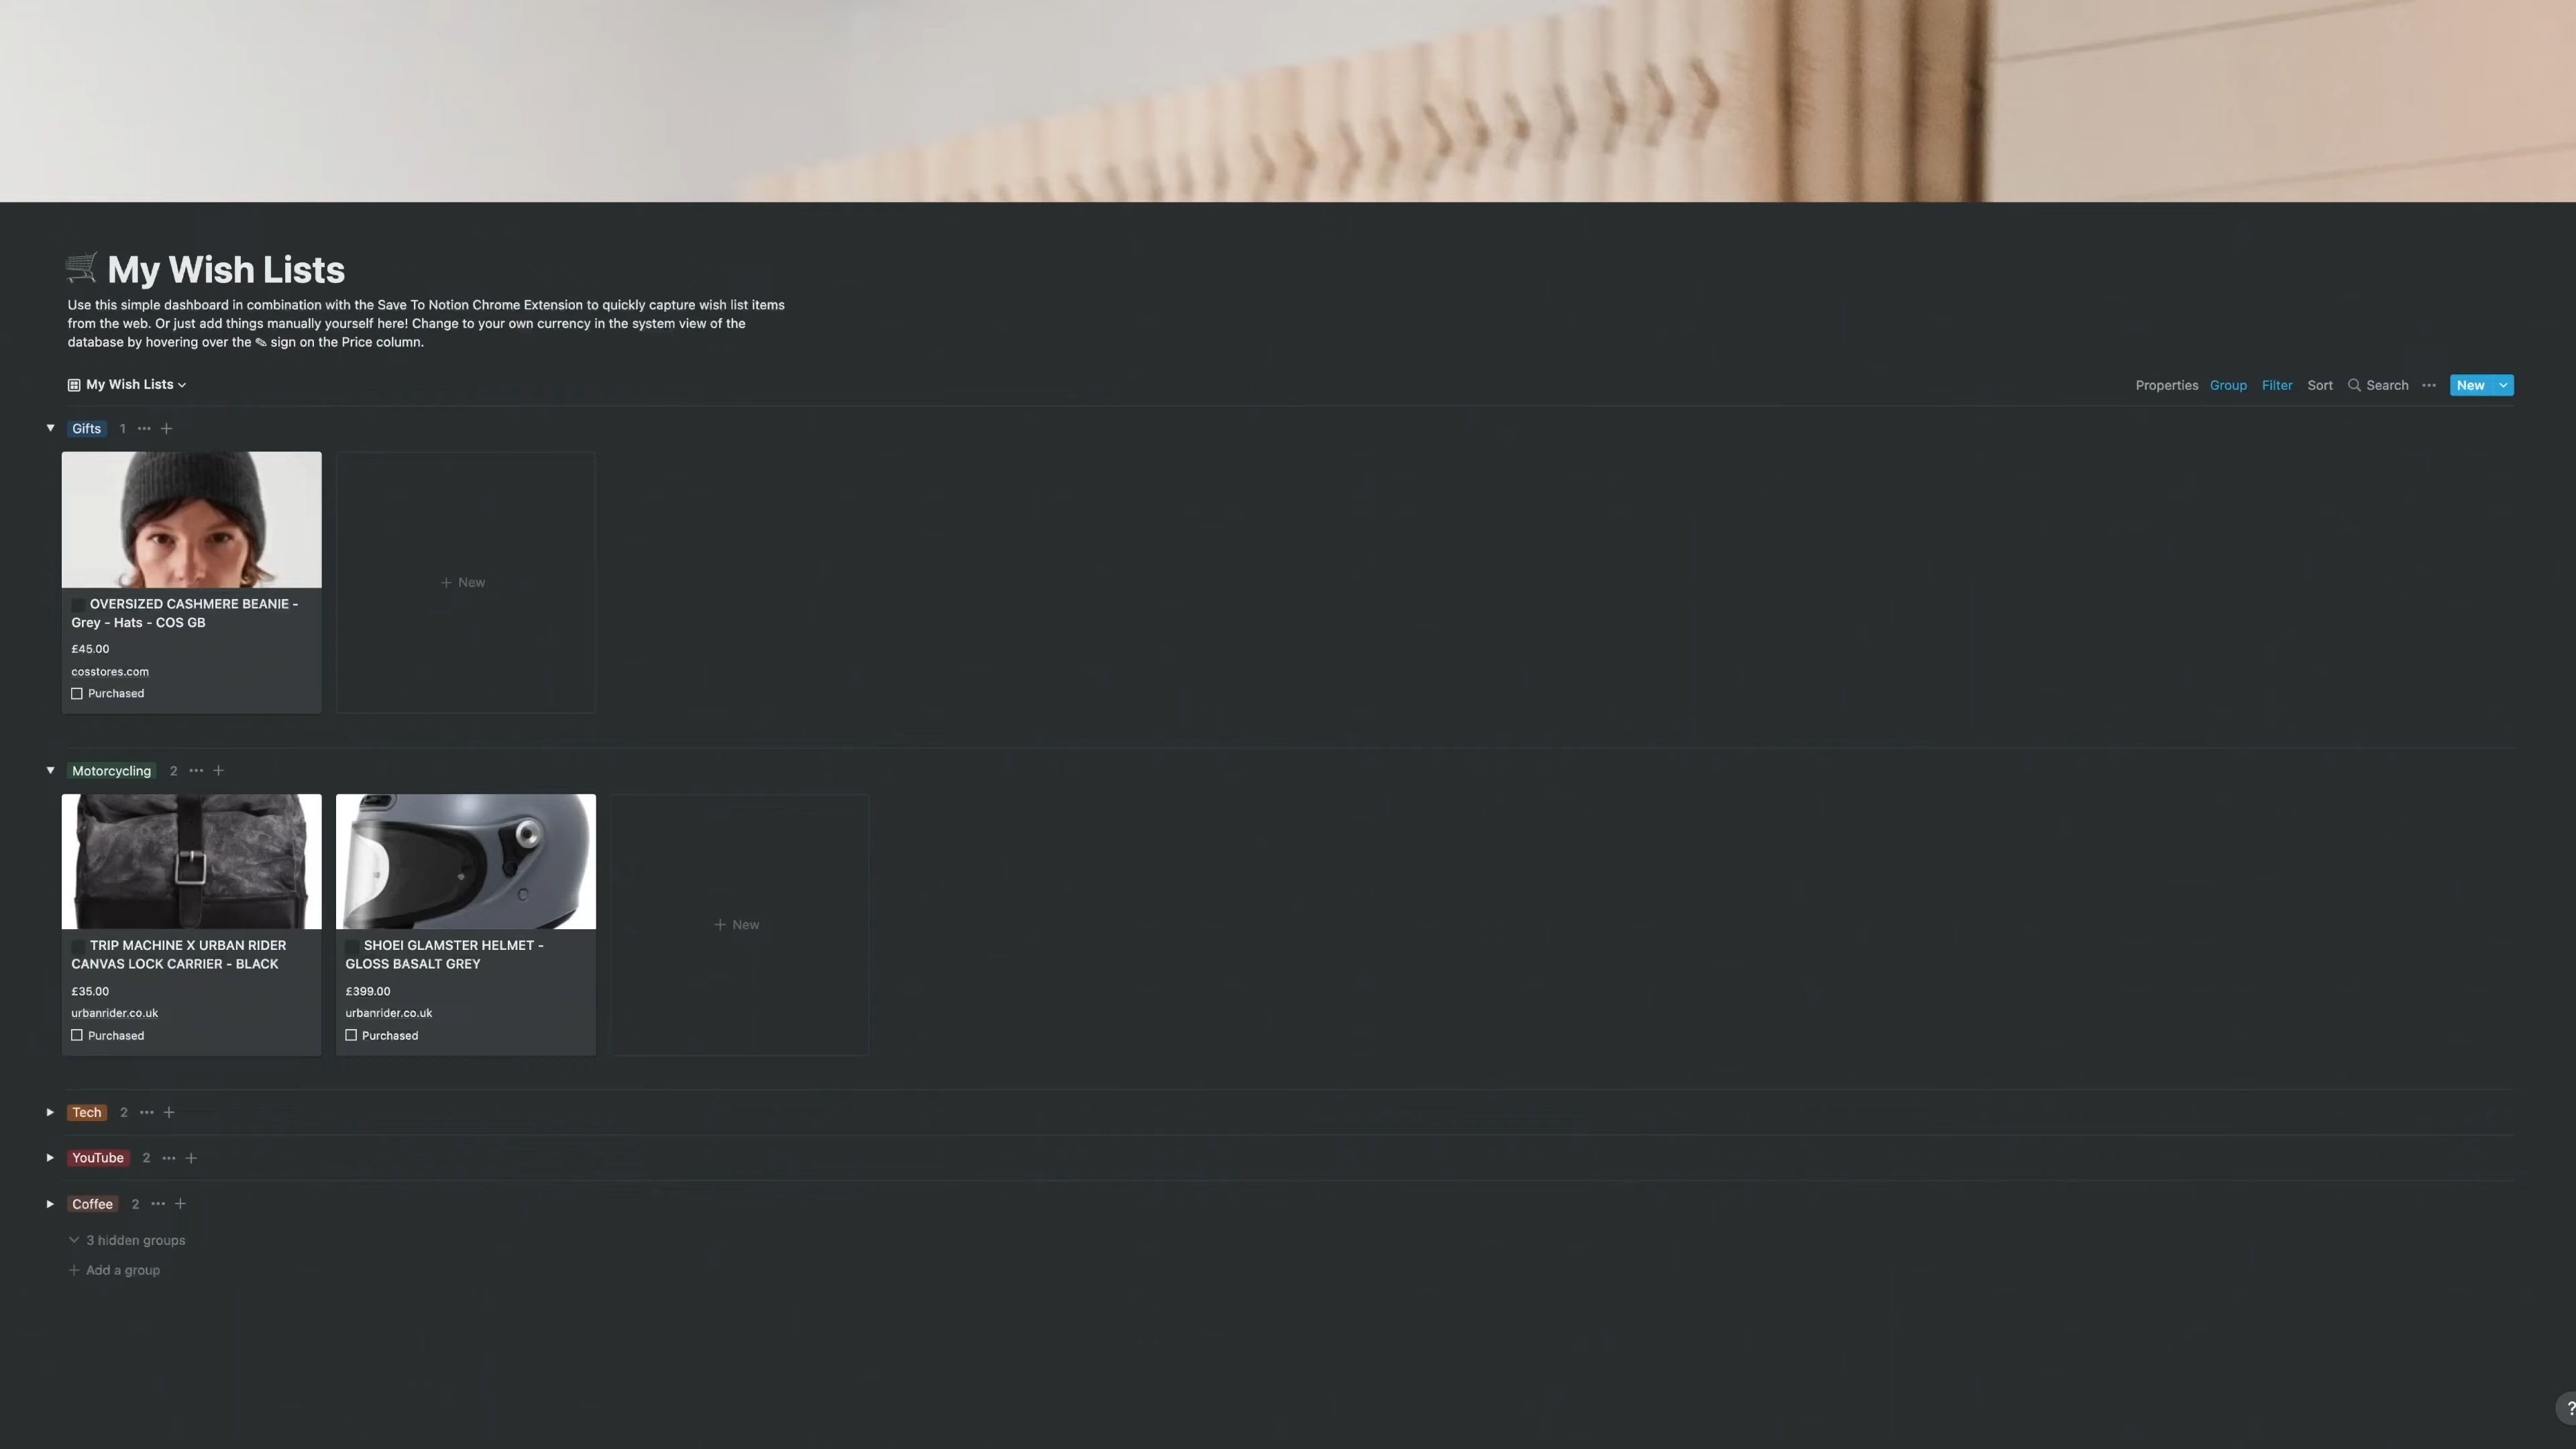 My Wish Lists
Use this simple dashboard in combination with the Save To Notion Chrome Extension to quickly capture wish list items
from the web. Or just add things manually yourself here! Change to your own currency in the system view of the
database by hovering over the ✎ sign on the Price column.
My Wish Lists
Properties Group Filter Sort Search ••• New
Gifts 1 ••• +
OVERSIZED CASHMERE BEANIE -
Grey - Hats - COS GB
£45.00
cosstores.com
Purchased
+ New
Motorcycling 2 ••• +
TRIP MACHINE X URBAN RIDER
CANVAS LOCK CARRIER - BLACK
£35.00
urbanrider.co.uk
Purchased
SHOEI GLAMSTER HELMET -
GLOSS BASALT GREY
£399.00
urbanrider.co.uk
Purchased
+ New
Tech 2 ••• +
YouTube 2 ••• +
Coffee 2 ••• +
3 hidden groups
+ Add a group
?